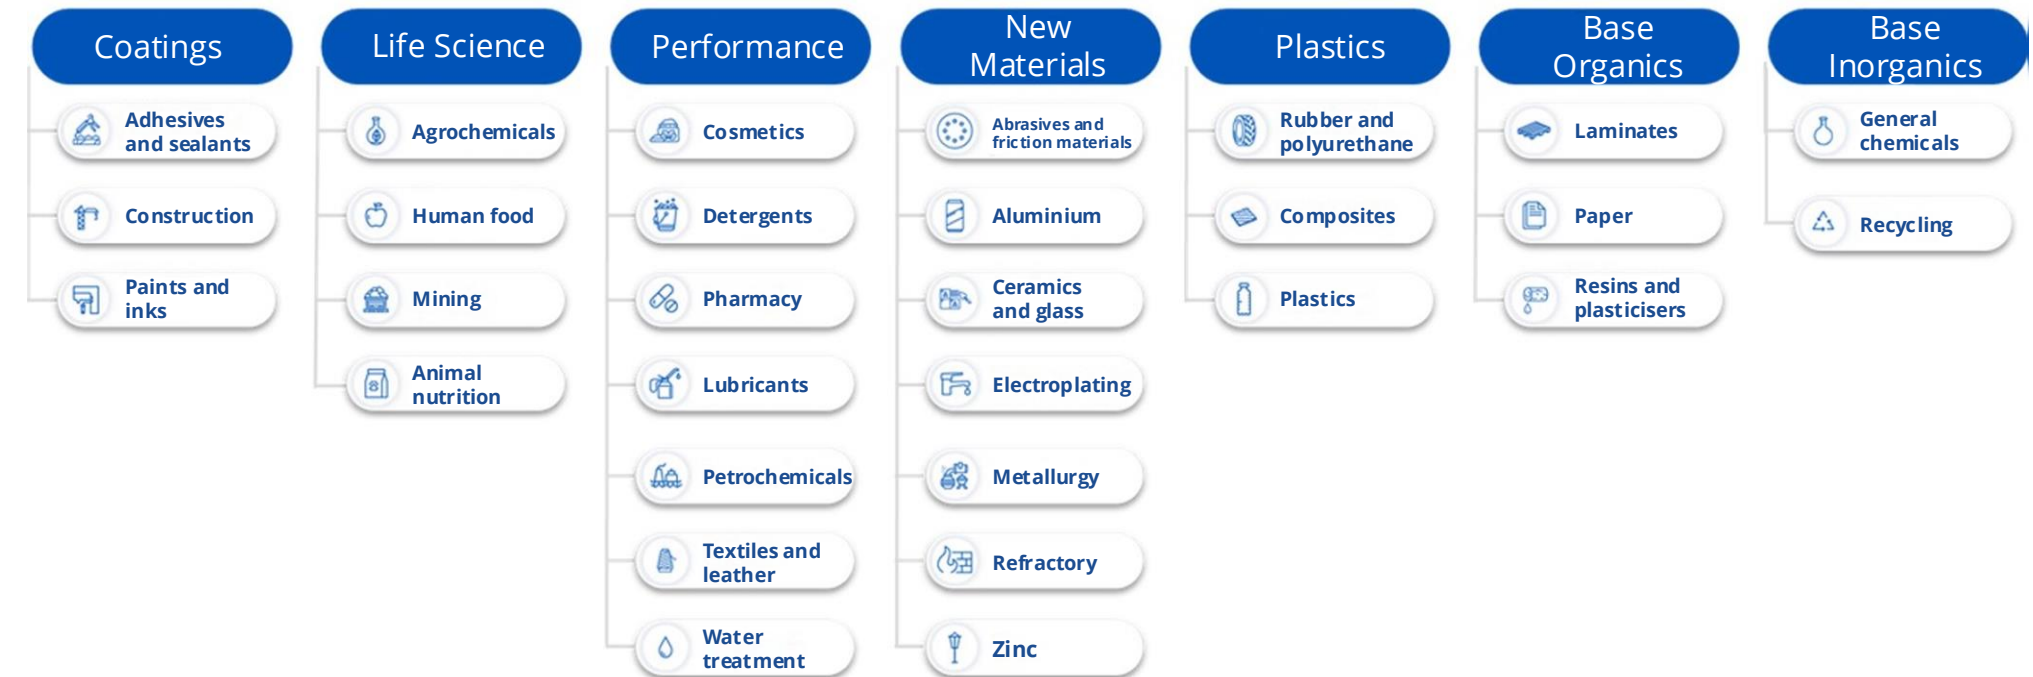 Coatings
Adhesives
and sealants
Construction
Paints and
inks
Life Science
Agrochemicals
Human food
Mining
Animal
nutrition
Performance
Cosmetics
Detergents
Pharmacy
Lubricants
Petrochemicals
Textiles and
leather
Water
treatment
New
Materials
Abrasives and
friction materials
Aluminium
Ceramics
and glass
Electroplating
Metallurgy
Refractory
Zinc
Plastics
Rubber and
polyurethane
Composites
Plastics
Base
Organics
Laminates
Paper
Resins and
plasticisers
Base
Inorganics
General
chemicals
Recycling